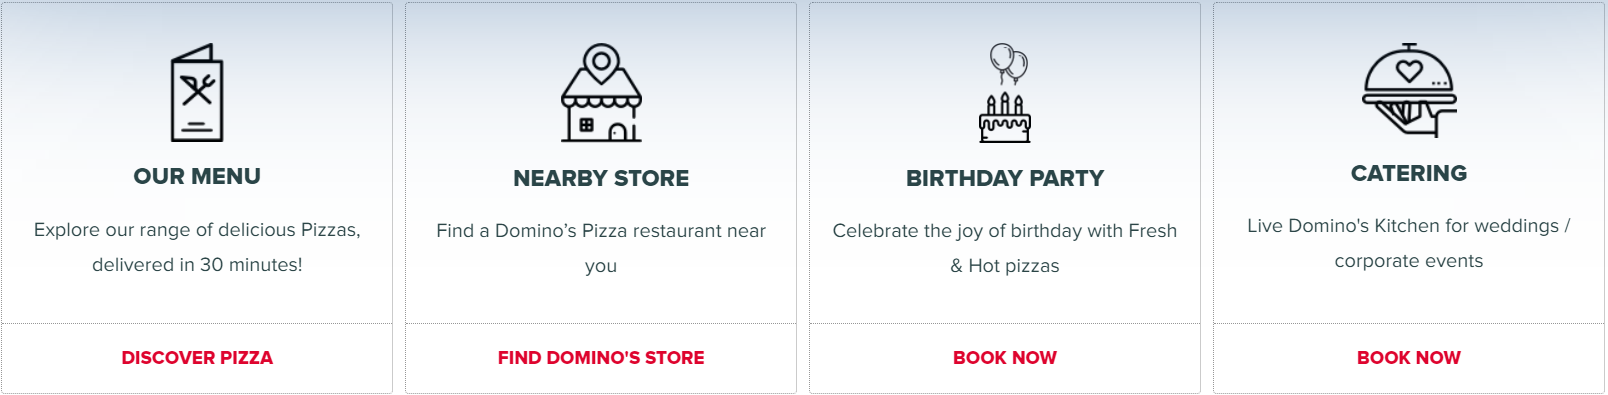 OUR MENU
Explore our range of delicious Pizzas,
delivered in 30 minutes!
DISCOVER PIZZA
NEARBY STORE
Find a Domino’s Pizza restaurant near
you
FIND DOMINO'S STORE
BIRTHDAY PARTY
Celebrate the joy of birthday with Fresh
& Hot pizzas
BOOK NOW
CATERING
Live Domino's Kitchen for weddings /
corporate events
BOOK NOW